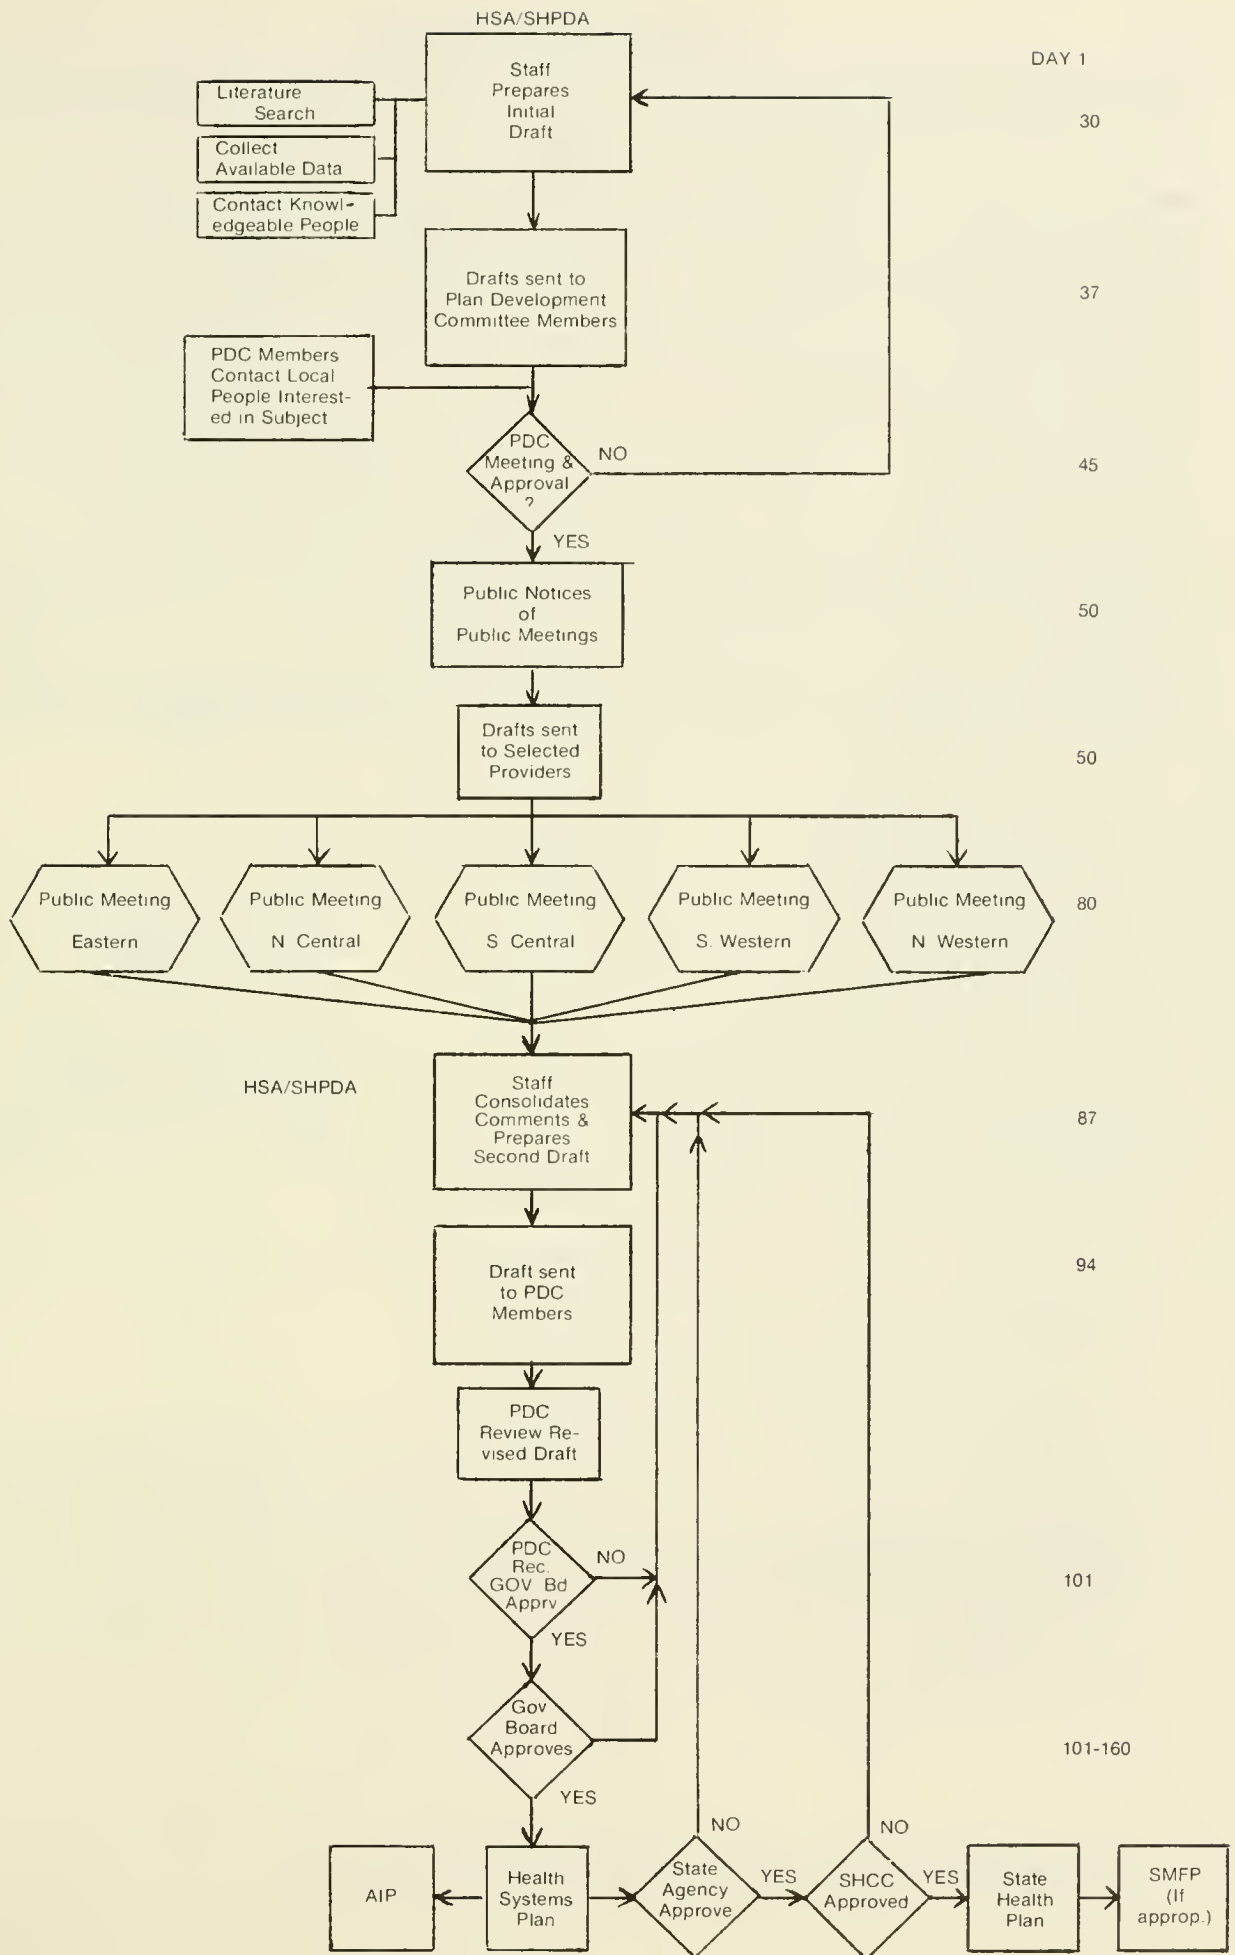 HSA/SHPDA
DAY 1
Staff
Prepares
Initial
Draft
Literature
Search
30
Collect
Available Data
Contact Knowl-
edgeable People
Drafts sent to
Plan Development
Committee Members
37
PDC Members
Contact Local
People Interest-
ed in Subject
PDC
Meeting &
Approval
?
NO
45
YES
Public Notices
of
Public Meetings
50
Drafts sent
to Selected
Providers
50
Public Meeting
Eastern
Public Meeting
N Central
Public Meeting
S Central
Public Meeting
S. Western
Public Meeting
N Western
80
HSA/SHPDA
Staff
Consolidates
Comments &
Prepares
Second Draft
87
Draft sent
to PDC
Members
94
PDC
Review Re-
vised Draft
PDC
Rec.
GOV Bd
Apprv
NO
101
YES
Gov
Board
Approves
101-160
YES
AIP
Health
Systems
Plan
State
Agency
Approve
NO
YES
SHCC
Approved
NO
YES
State
Health
Plan
SMFP
(If
approp.)